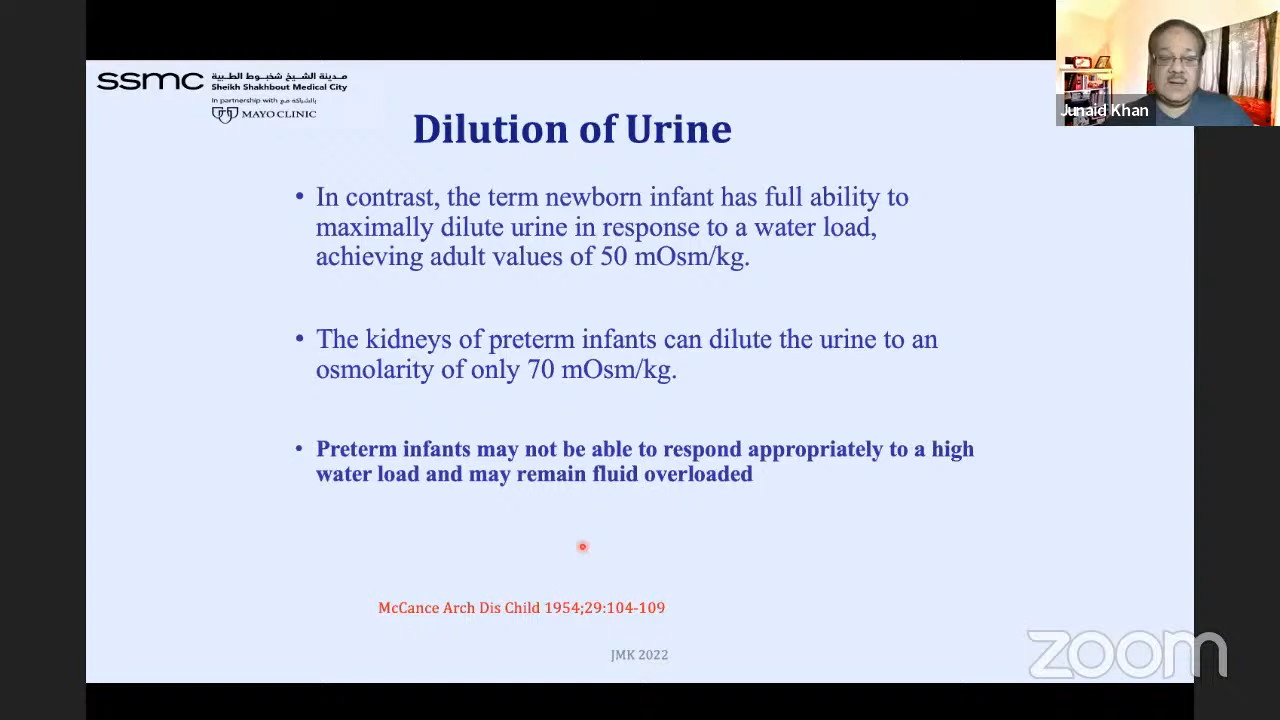 ssmc
مدينة الشيخ شخبوط الطبية
Sheikh Shakhbout Medical City
In partnership with بالشراكة مع
MAYO CLINIC
Junaid Khan
Dilution of Urine
• In contrast, the term newborn infant has full ability to
maximally dilute urine in response to a water load,
achieving adult values of 50 mOsm/kg.
• The kidneys of preterm infants can dilute the urine to an
osmolarity of only 70 mOsm/kg.
• Preterm infants may not be able to respond appropriately to a high
water load and may remain fluid overloaded
McCance Arch Dis Child 1954;29:104-109
JMK 2022
zoom